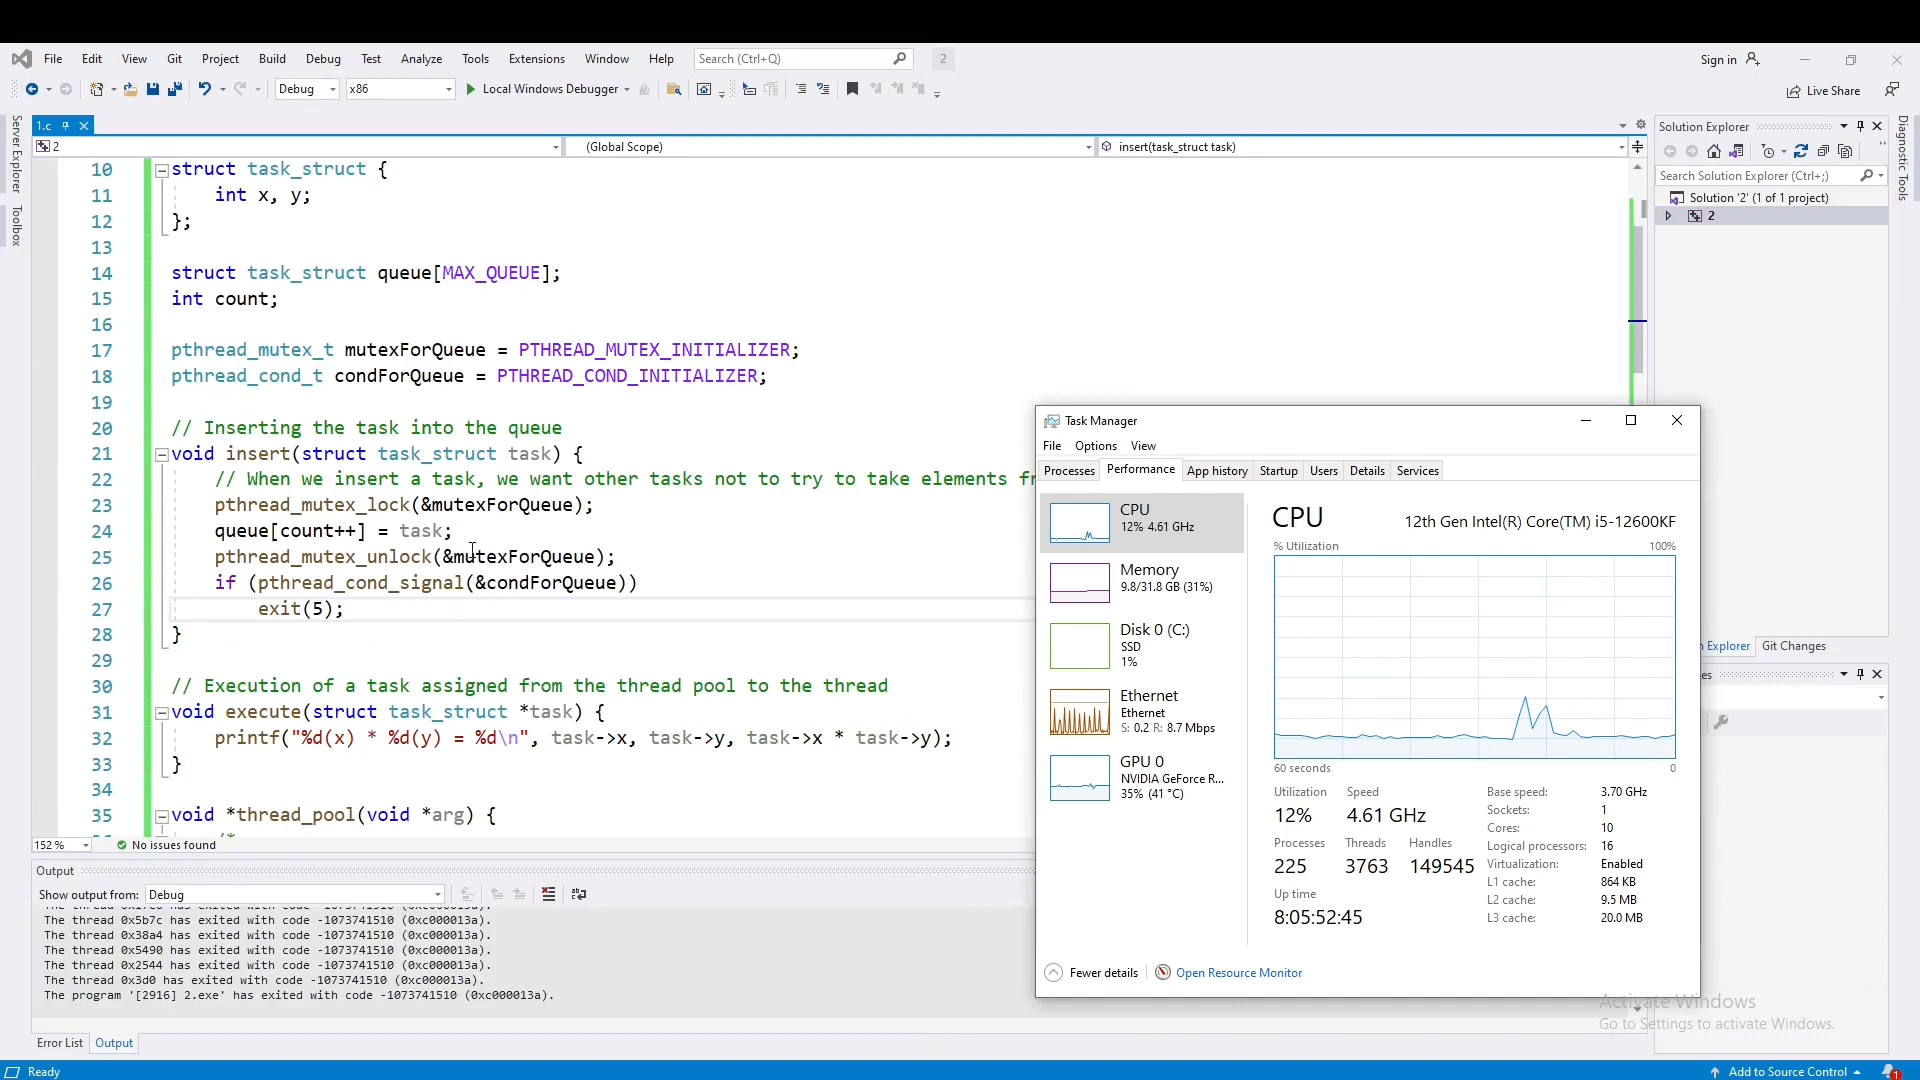 File Edit View Git Project Build Debug Test Analyze Tools Extensions Window Help Search (Ctrl+Q) 2 Sign in
Debug x86 Local Windows Debugger Live Share
Server Explorer
Toolbox
1.c
2 (Global Scope) insert(task_struct task)
10 struct task_struct {
11 int x, y;
12 };
13
14 struct task_struct queue[MAX_QUEUE];
15 int count;
16
17 pthread_mutex_t mutexForQueue = PTHREAD_MUTEX_INITIALIZER;
18 pthread_cond_t condForQueue = PTHREAD_COND_INITIALIZER;
19
20 // Inserting the task into the queue
21 void insert(struct task_struct task) {
22 // When we insert a task, we want other tasks not to try to take elements fr
23 pthread_mutex_lock(&mutexForQueue);
24 queue[count++] = task;
25 pthread_mutex_unlock(&mutexForQueue);
26 if (pthread_cond_signal(&condForQueue))
27 exit(5);
28 }
29
30 // Execution of a task assigned from the thread pool to the thread
31 void execute(struct task_struct *task) {
32 printf("%d(x) * %d(y) = %d\n", task->x, task->y, task->x * task->y);
33 }
34
35 void *thread_pool(void *arg) {
152 % No issues found
Output
Show output from: Debug
The thread 0x5b7c has exited with code -1073741510 (0xc000013a).
The thread 0x38a4 has exited with code -1073741510 (0xc000013a).
The thread 0x5490 has exited with code -1073741510 (0xc000013a).
The thread 0x2544 has exited with code -1073741510 (0xc000013a).
The thread 0x3d0 has exited with code -1073741510 (0xc000013a).
The program '[2916] 2.exe' has exited with code -1073741510 (0xc000013a).
Error List Output
Ready
Add to Source Control 1
Solution Explorer
Search Solution Explorer (Ctrl+;)
Solution '2' (1 of 1 project)
2
Diagnostic Tools
Explorer Git Changes
Task Manager
File Options View
Processes Performance App history Startup Users Details Services
CPU
12% 4.61 GHz
Memory
9.8/31.8 GB (31%)
Disk 0 (C:)
SSD
1%
Ethernet
Ethernet
S: 0.2 R: 8.7 Mbps
GPU 0
NVIDIA GeForce R...
35% (41 °C)
CPU 12th Gen Intel(R) Core(TM) i5-12600KF
% Utilization 100%
60 seconds 0
Utilization Speed
12% 4.61 GHz
Processes Threads Handles
225 3763 149545
Up time
8:05:52:45
Base speed: 3.70 GHz
Sockets: 1
Cores: 10
Logical processors: 16
Virtualization: Enabled
L1 cache: 864 KB
L2 cache: 9.5 MB
L3 cache: 20.0 MB
Fewer details Open Resource Monitor
Activate Windows
Go to Settings to activate Windows.